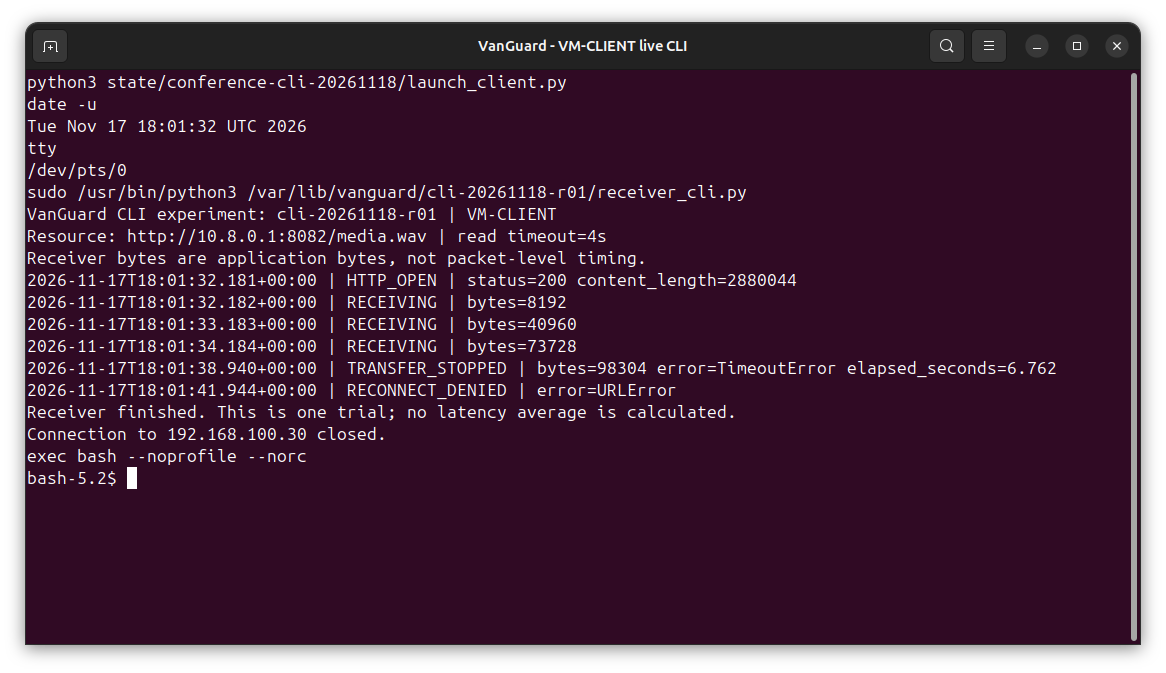 VanGuard - VM-CLIENT live CLI
python3 state/conference-cli-20261118/launch_client.py
date -u
Tue Nov 17 18:01:32 UTC 2026
tty
/dev/pts/0
sudo /usr/bin/python3 /var/lib/vanguard/cli-20261118-r01/receiver_cli.py
VanGuard CLI experiment: cli-20261118-r01 | VM-CLIENT
Resource: http://10.8.0.1:8082/media.wav | read timeout=4s
Receiver bytes are application bytes, not packet-level timing.
2026-11-17T18:01:32.181+00:00 | HTTP_OPEN | status=200 content_length=2880044
2026-11-17T18:01:32.182+00:00 | RECEIVING | bytes=8192
2026-11-17T18:01:33.183+00:00 | RECEIVING | bytes=40960
2026-11-17T18:01:34.184+00:00 | RECEIVING | bytes=73728
2026-11-17T18:01:38.940+00:00 | TRANSFER_STOPPED | bytes=98304 error=TimeoutError elapsed_seconds=6.762
2026-11-17T18:01:41.944+00:00 | RECONNECT_DENIED | error=URLError
Receiver finished. This is one trial; no latency average is calculated.
Connection to 192.168.100.30 closed.
exec bash --noprofile --norc
bash-5.2$